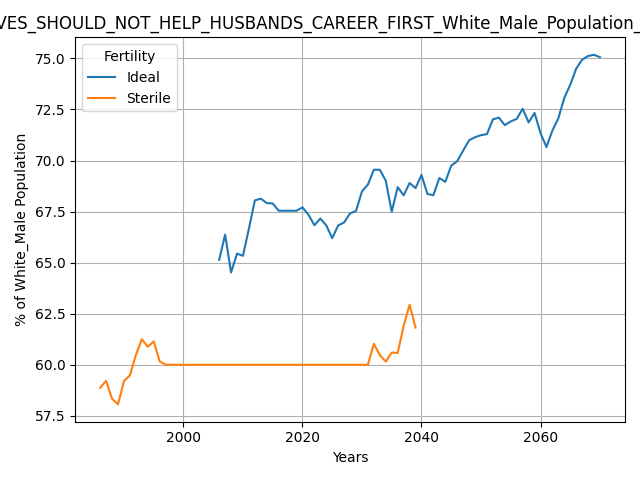 VES_SHOULD_NOT_HELP_HUSBANDS_CAREER_FIRST_White_Male_Population_
Fertility
Ideal
Sterile
75.0
72.5
70.0
67.5
65.0
62.5
60.0
57.5
% of White_Male Population
2000 2020 2040 2060
Years